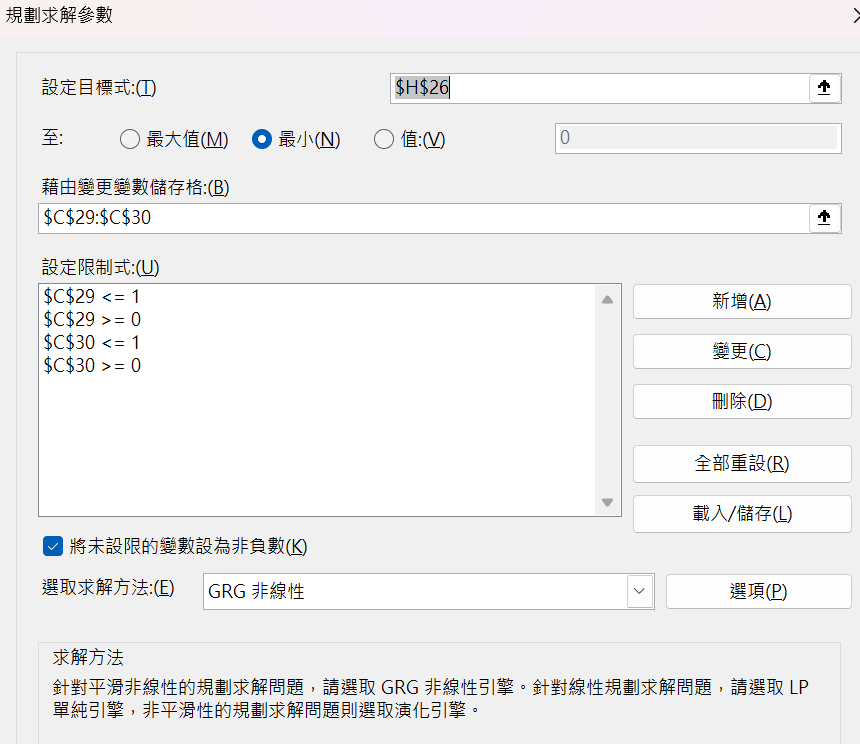 規劃求解參數
設定目標式:(T)
$H$26
至:
最大值(M)
最小(N)
值:(V)
0
藉由變更變數儲存格:(B)
$C$29:$C$30
設定限制式:(U)
$C$29 <= 1
$C$29 >= 0
$C$30 <= 1
$C$30 >= 0
新增(A)
變更(C)
刪除(D)
全部重設(R)
載入/儲存(L)
將未設限的變數設為非負數(K)
選取求解方法:(E)
GRG 非線性
選項(P)
求解方法
針對平滑非線性的規劃求解問題，請選取 GRG 非線性引擎。針對線性規劃求解問題，請選取 LP
單純引擎，非平滑性的規劃求解問題則選取演化引擎。